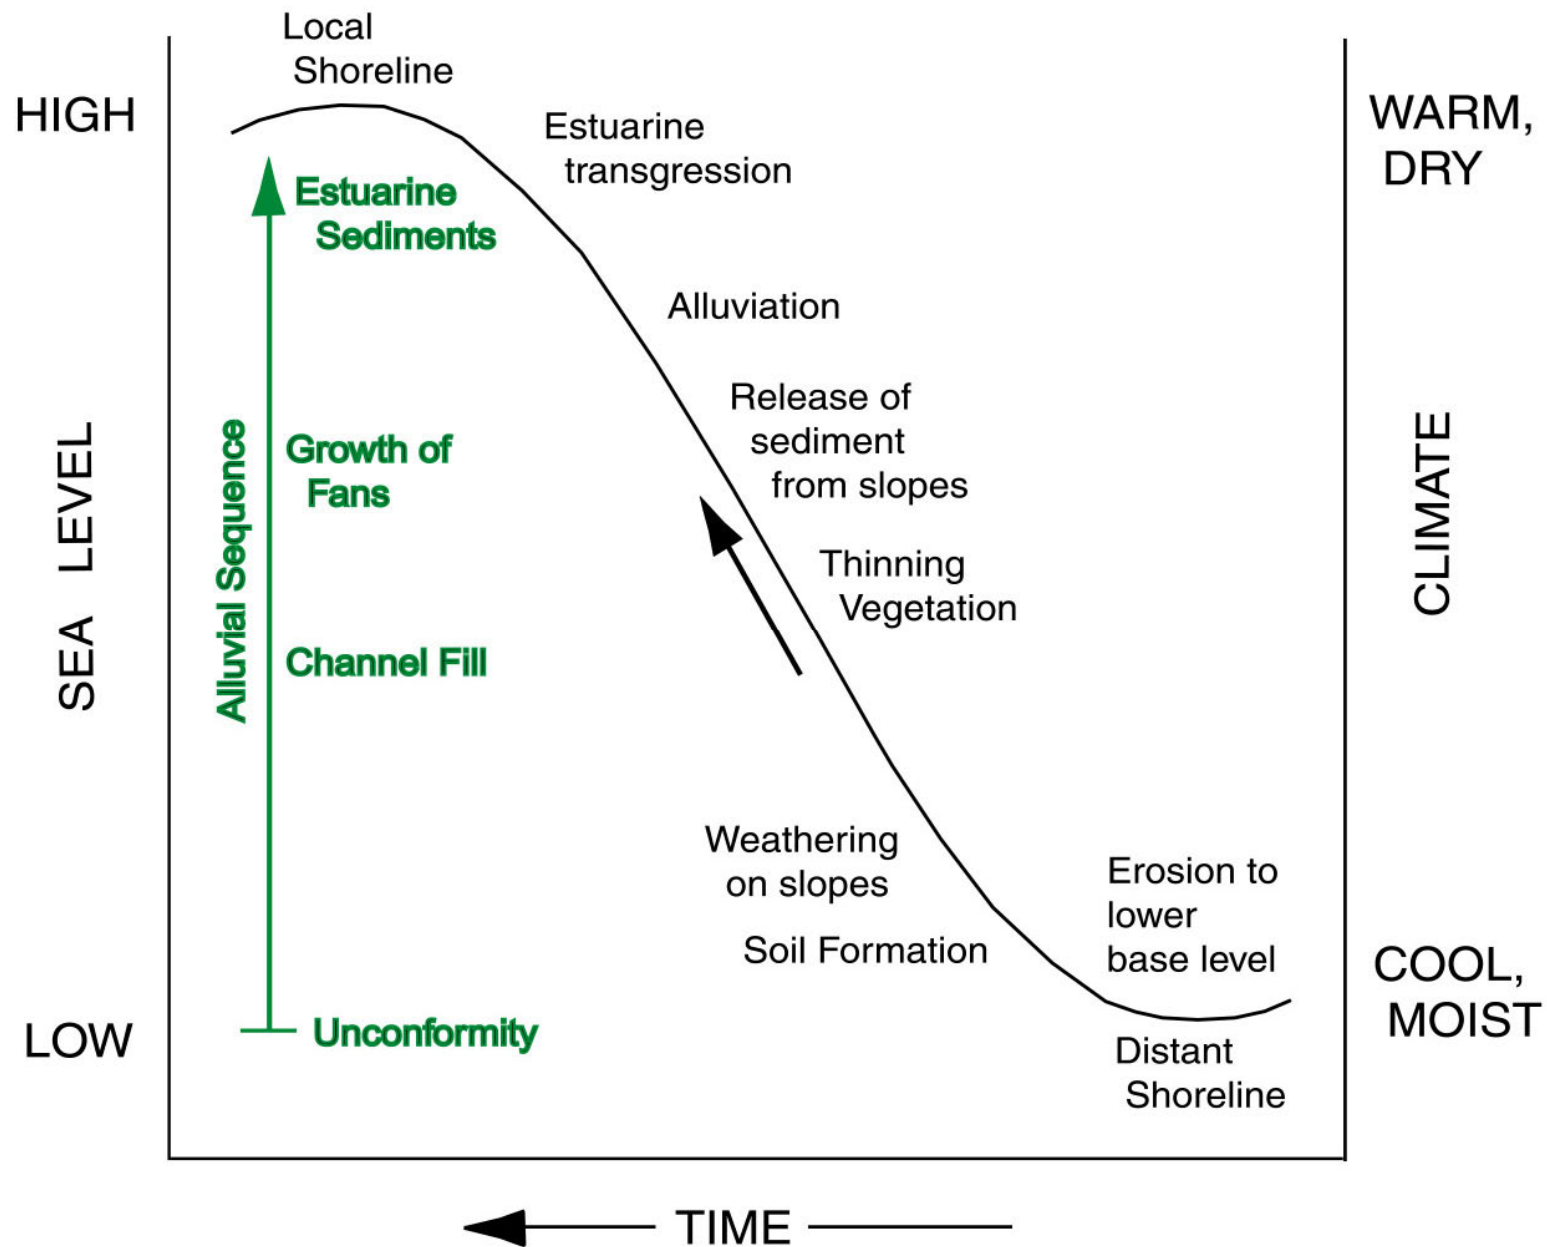 Local
Shoreline
HIGH
WARM,
DRY
Estuarine
transgression
Estuarine
Sediments
Alluviation
Release of
sediment
from slopes
SEA LEVEL
Alluvial Sequence
Growth of
Fans
CLIMATE
Thinning
Vegetation
Channel Fill
Weathering
on slopes
Soil Formation
Erosion to
lower
base level
COOL,
MOIST
LOW
Unconformity
Distant
Shoreline
TIME